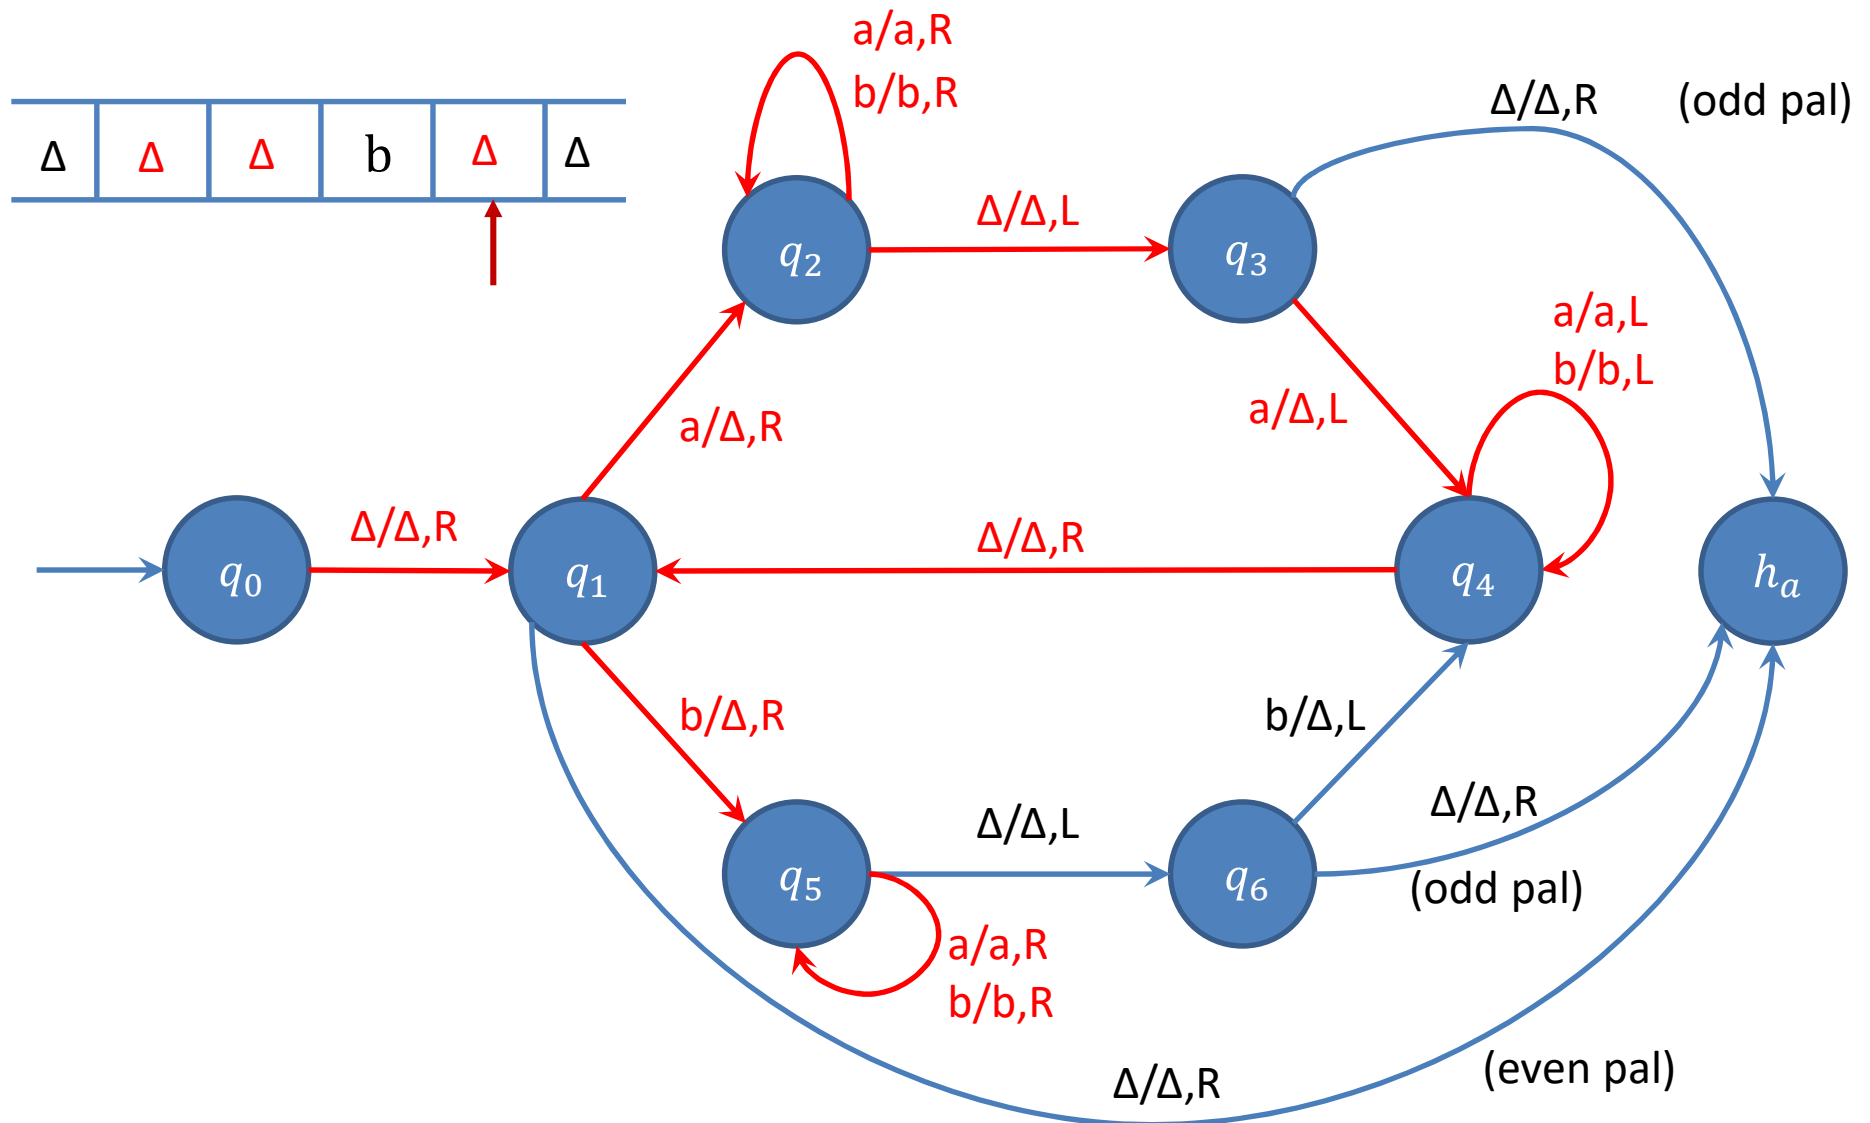 a/a,R
b/b,R
Δ/Δ,R
(odd pal)
Δ
Δ
Δ
b
Δ
Δ
Δ/Δ,L
q₂
q₃
a/a,L
b/b,L
a/Δ,R
a/Δ,L
Δ/Δ,R
Δ/Δ,R
q₀
q₁
q₄
hₐ
b/Δ,R
b/Δ,L
Δ/Δ,L
Δ/Δ,R
q₅
q₆
(odd pal)
a/a,R
b/b,R
(even pal)
Δ/Δ,R